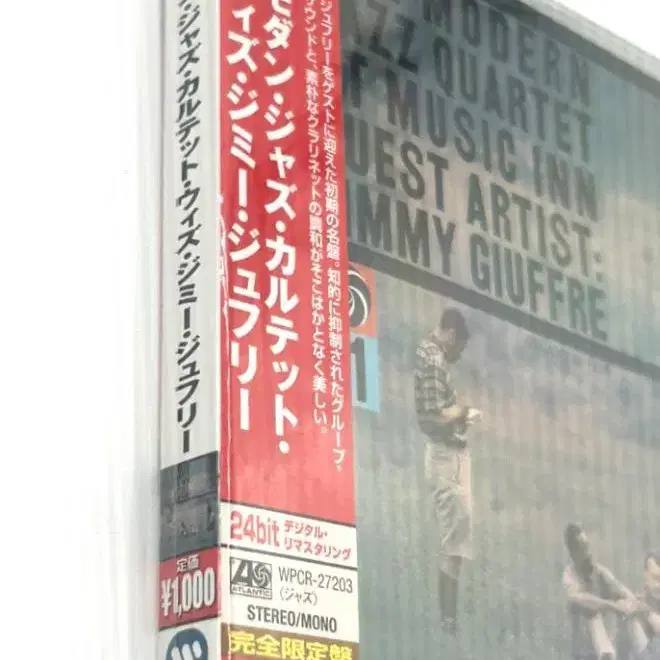 ・ジャズ・カルテット・ウィズ・ジミー・ジュフリー
定価
¥1,000
モダン・ジャズ・カルテット・
ウィズ・ジミー・ジュフリー
ジュフリーをゲストに迎えた初期の名盤。知的に抑制されたグループ、
サウンドと、素朴なクラリネットの調和がそこはかとなく美しい。
24bit デジタル・
リマスタリング
ATLANTIC
WPCR-27203
(ジャズ)
STEREO/MONO
完全限定盤
MODERN
JAZZ QUARTET
AT MUSIC INN
GUEST ARTIST:
JIMMY GIUFFRE
1